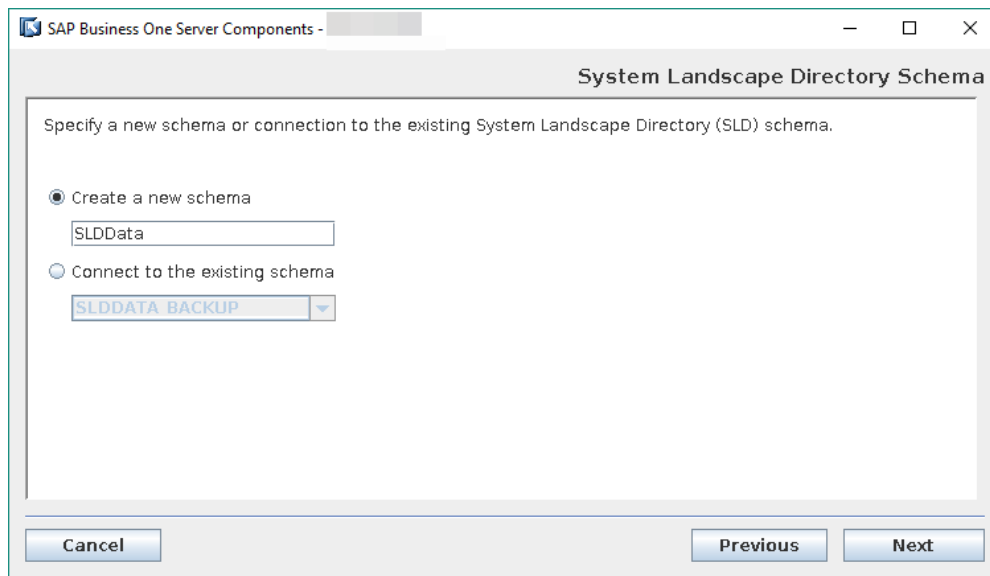 SAP Business One Server Components -
System Landscape Directory Schema
Specify a new schema or connection to the existing System Landscape Directory (SLD) schema.
Create a new schema
SLDData
Connect to the existing schema
SLDDATA BACKUP
Cancel Previous Next